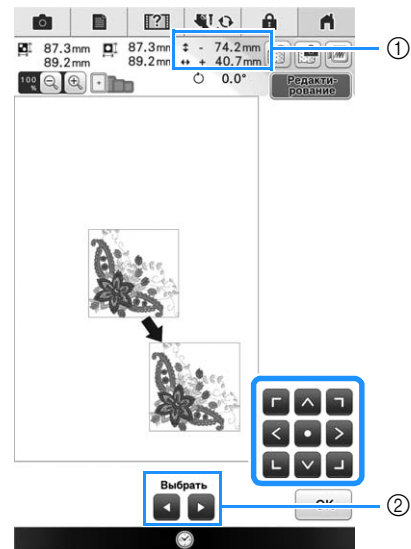 87.3mm 87.3mm ↕ - 74.2mm ①
89.2mm 89.2mm ↔ + 40.7mm
100 % 0.0°
Редакти-
рование
Выбрать
OK ②